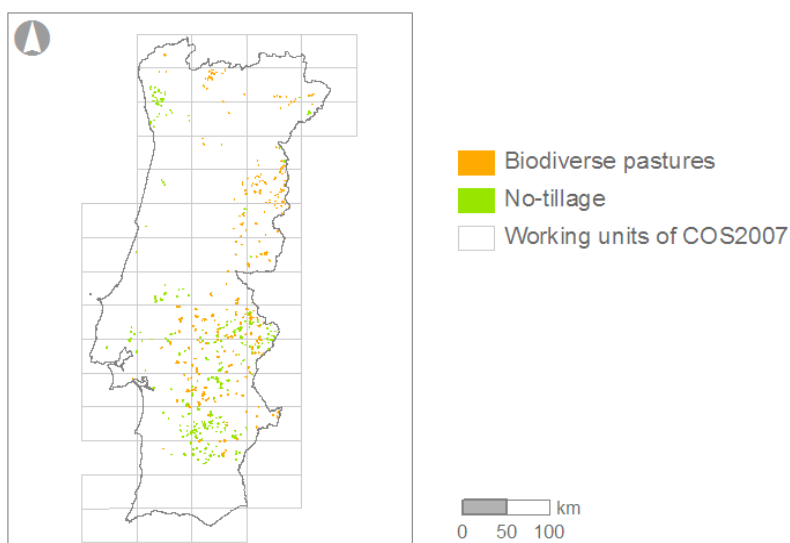 Biodiverse pastures
No-tillage
Working units of COS2007
km
0 50 100